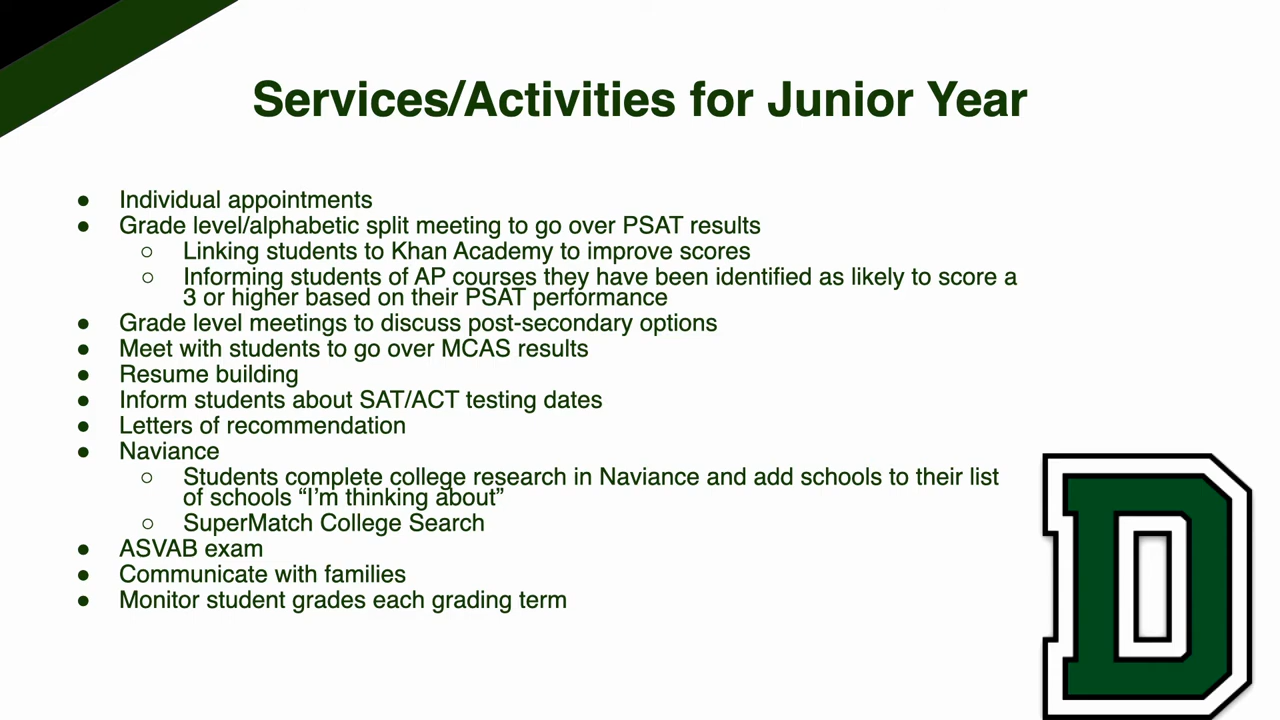 Services/Activities for Junior Year
● Individual appointments
● Grade level/alphabetic split meeting to go over PSAT results
○ Linking students to Khan Academy to improve scores
○ Informing students of AP courses they have been identified as likely to score a
3 or higher based on their PSAT performance
● Grade level meetings to discuss post-secondary options
● Meet with students to go over MCAS results
● Resume building
● Inform students about SAT/ACT testing dates
● Letters of recommendation
● Naviance
○ Students complete college research in Naviance and add schools to their list
of schools “I’m thinking about”
○ SuperMatch College Search
● ASVAB exam
● Communicate with families
● Monitor student grades each grading term
D